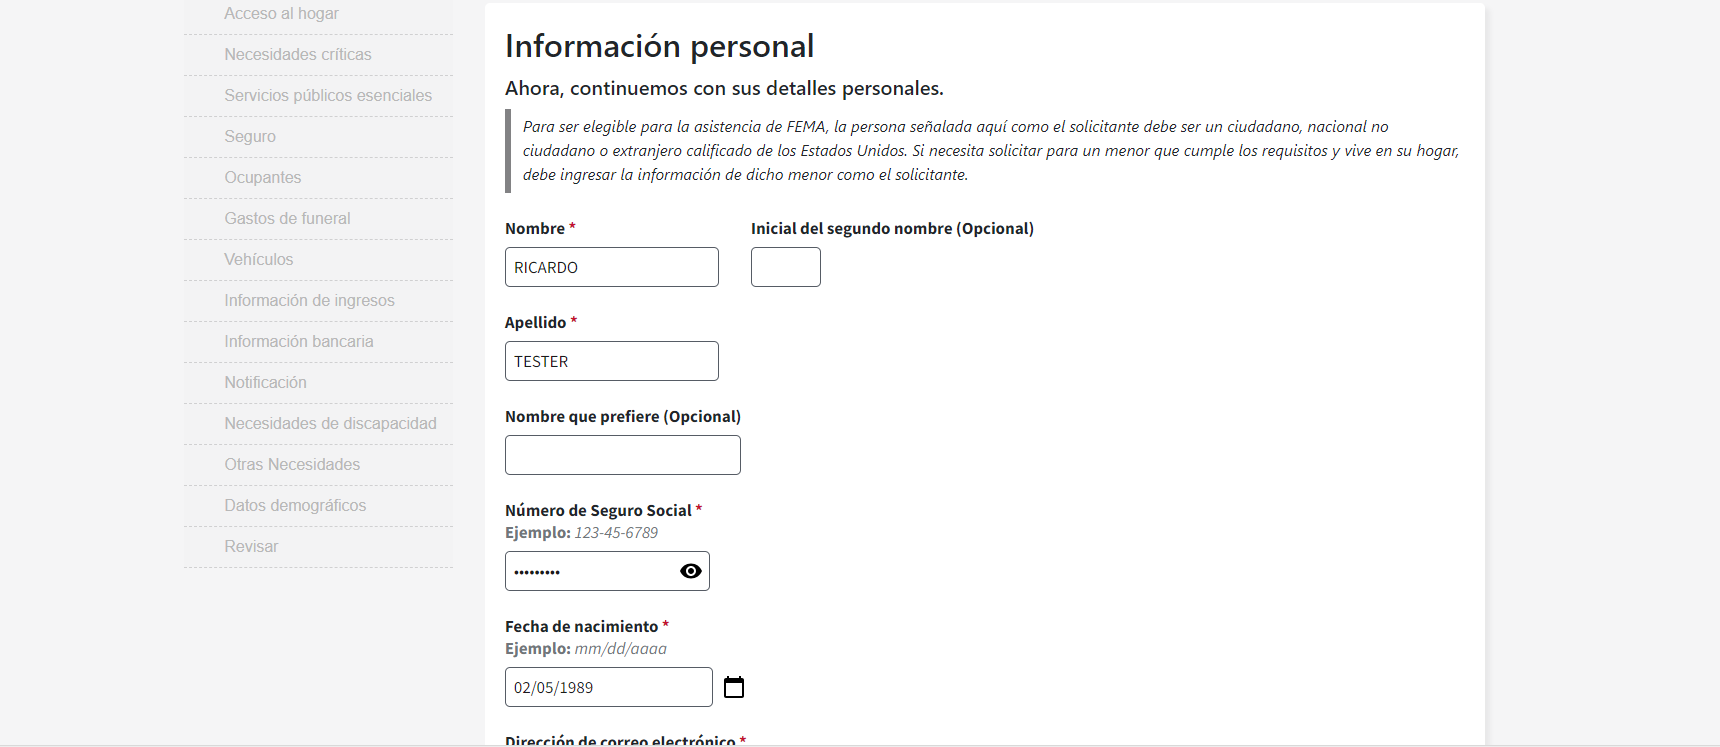 Acceso al hogar
Necesidades críticas
Servicios públicos esenciales
Seguro
Ocupantes
Gastos de funeral
Vehículos
Información de ingresos
Información bancaria
Notificación
Necesidades de discapacidad
Otras Necesidades
Datos demográficos
Revisar
Información personal
Ahora, continuemos con sus detalles personales.
Para ser elegible para la asistencia de FEMA, la persona señalada aquí como el solicitante debe ser un ciudadano, nacional no
ciudadano o extranjero calificado de los Estados Unidos. Si necesita solicitar para un menor que cumple los requisitos y vive en su hogar,
debe ingresar la información de dicho menor como el solicitante.
Nombre * Inicial del segundo nombre (Opcional)
RICARDO
Apellido *
TESTER
Nombre que prefiere (Opcional)
Número de Seguro Social *
Ejemplo: 123-45-6789
•••••••••
Fecha de nacimiento *
Ejemplo: mm/dd/aaaa
02/05/1989
Dirección de correo electrónico *